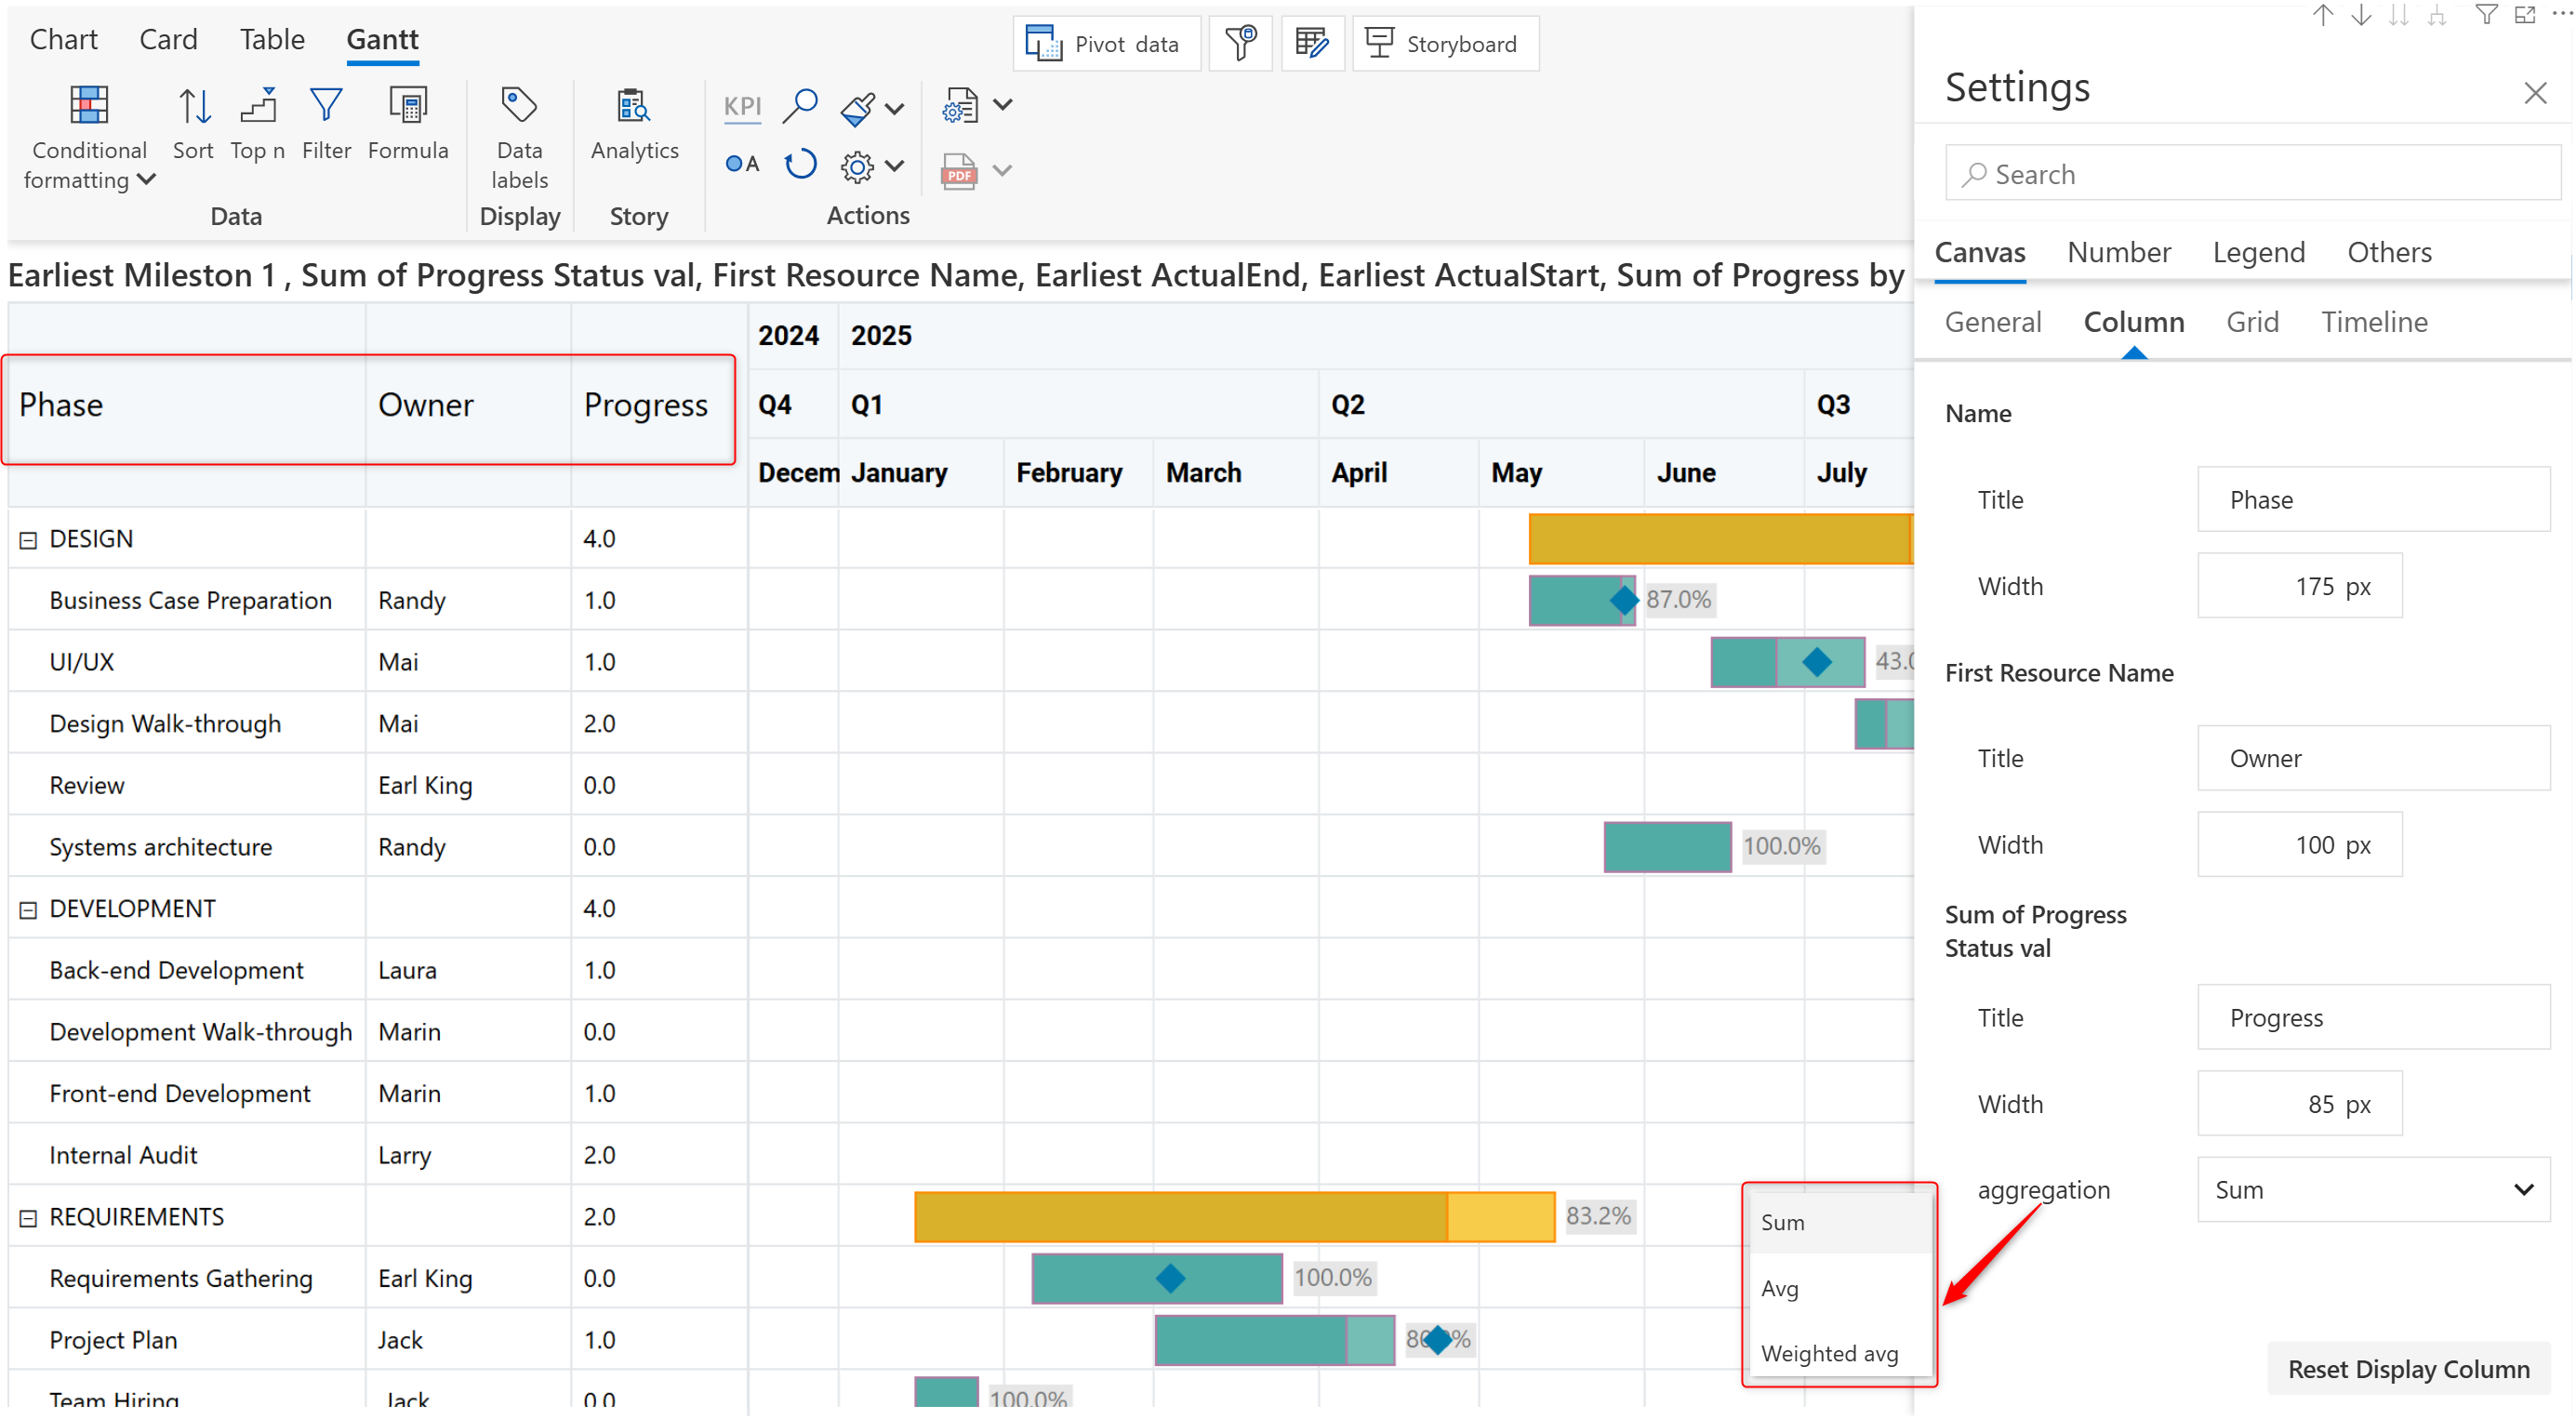 Chart Card Table Gantt
Pivot data
Storyboard
Conditional formatting
Sort
Top n
Filter
Formula
Data labels
Analytics
KPI
A
PDF
Data
Display
Story
Actions
Earliest Mileston 1 , Sum of Progress Status val, First Resource Name, Earliest ActualEnd, Earliest ActualStart, Sum of Progress by
2024 2025
Phase Owner Progress Q4 Q1 Q2 Q3
Decem January February March April May June July
DESIGN 4.0
Business Case Preparation Randy 1.0 87.0%
UI/UX Mai 1.0 43.0
Design Walk-through Mai 2.0
Review Earl King 0.0
Systems architecture Randy 0.0 100.0%
DEVELOPMENT 4.0
Back-end Development Laura 1.0
Development Walk-through Marin 0.0
Front-end Development Marin 1.0
Internal Audit Larry 2.0
REQUIREMENTS 2.0 83.2%
Requirements Gathering Earl King 0.0 100.0%
Project Plan Jack 1.0
Team Hiring Jack 0.0 100.0%
Sum
Avg
Weighted avg
Settings
Search
Canvas Number Legend Others
General Column Grid Timeline
Name
Title Phase
Width 175 px
First Resource Name
Title Owner
Width 100 px
Sum of Progress
Status val
Title Progress
Width 85 px
aggregation Sum
Reset Display Column